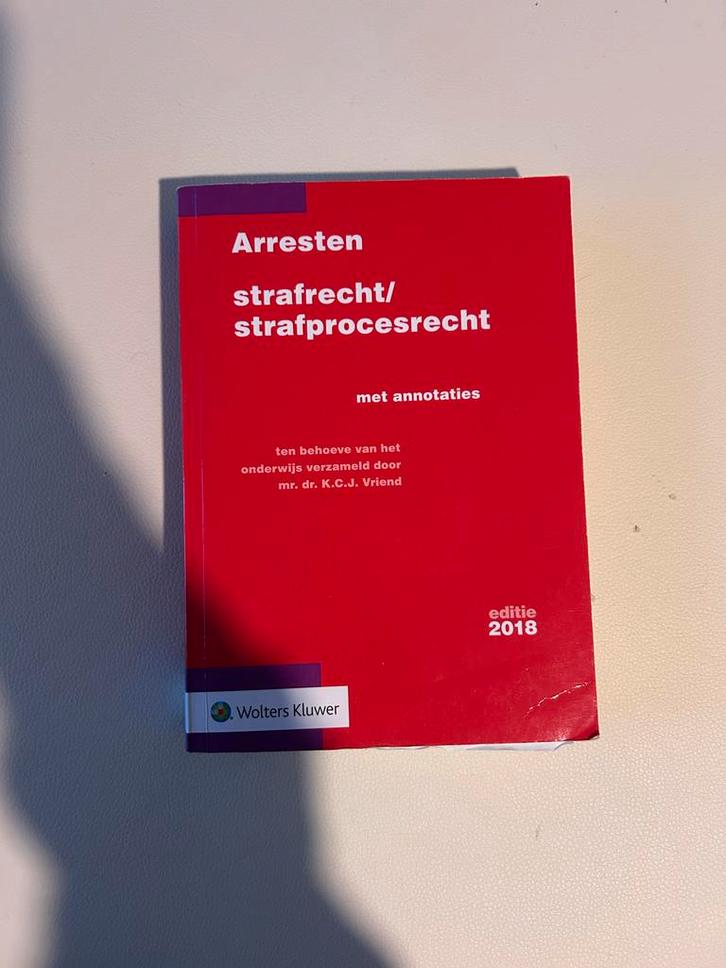 Arresten
strafrecht/
strafprocesrecht
met annotaties
ten behoeve van het
onderwijs verzameld door
mr. dr. K.C.J. Vriend
editie
2018
Wolters Kluwer